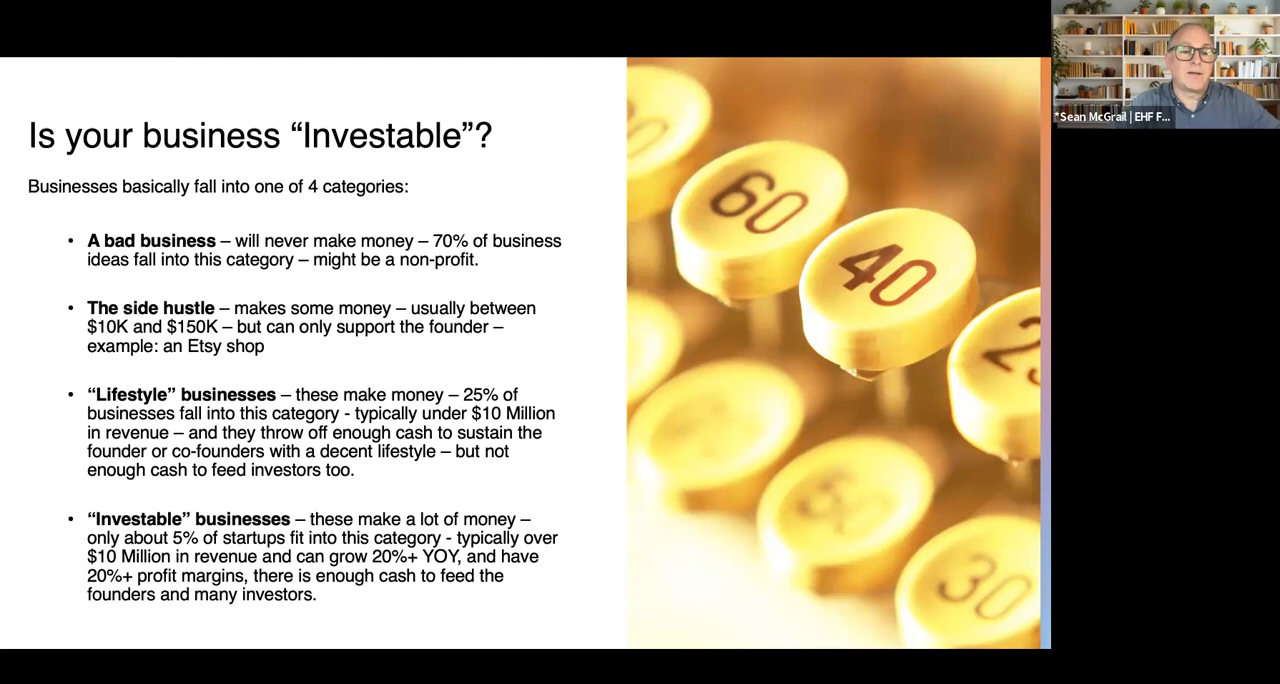 Is your business “Investable”?
Businesses basically fall into one of 4 categories:
• A bad business – will never make money – 70% of business
ideas fall into this category – might be a non-profit.
• The side hustle – makes some money – usually between
$10K and $150K – but can only support the founder –
example: an Etsy shop
• “Lifestyle” businesses – these make money – 25% of
businesses fall into this category - typically under $10 Million
in revenue – and they throw off enough cash to sustain the
founder or co-founders with a decent lifestyle – but not
enough cash to feed investors too.
• “Investable” businesses – these make a lot of money –
only about 5% of startups fit into this category - typically over
$10 Million in revenue and can grow 20%+ YOY, and have
20%+ profit margins, there is enough cash to feed the
founders and many investors.
60
40
30
*Sean McGrail | EHF F...